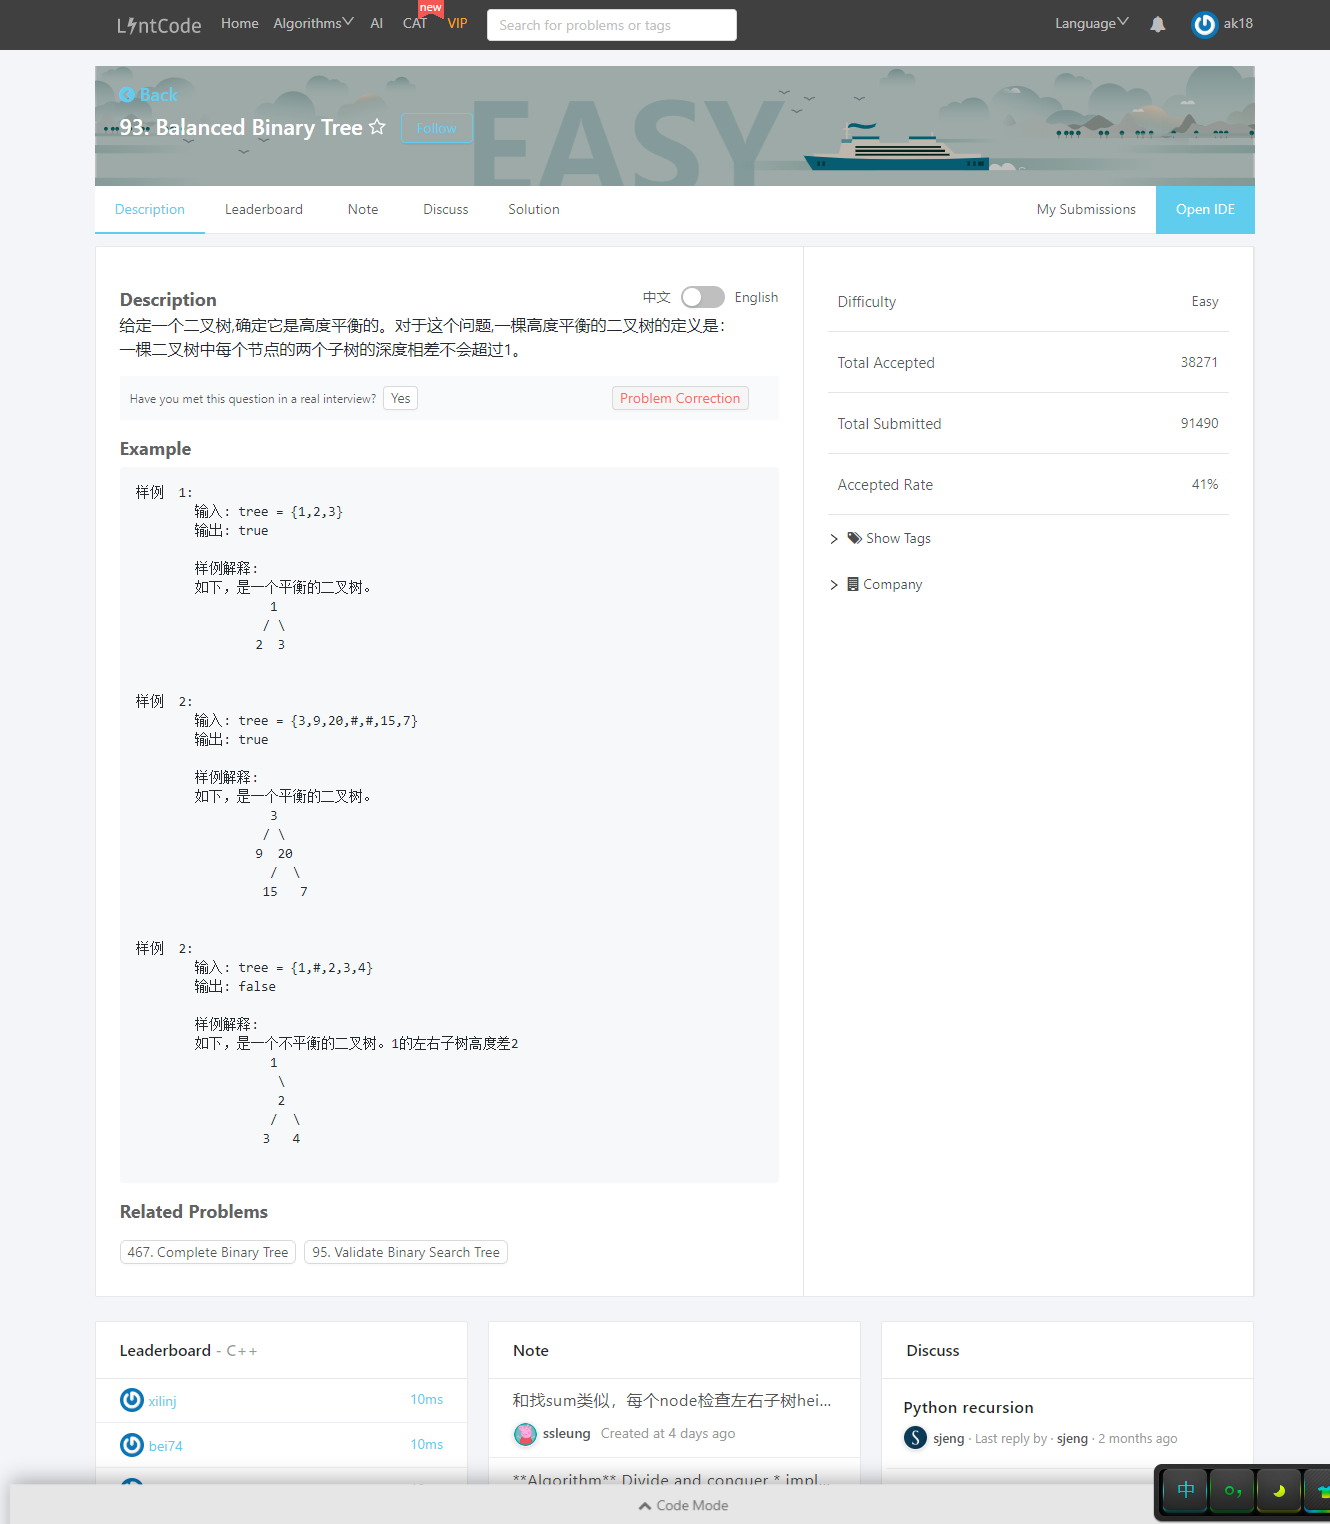 LintCode Home Algorithms AI CAT new VIP Search for problems or tags Language ak18
Back
EASY
93. Balanced Binary Tree Follow
Description Leaderboard Note Discuss Solution My Submissions Open IDE
Description 中文 English
给定一个二叉树,确定它是高度平衡的。对于这个问题,一棵高度平衡的二叉树的定义是：
一棵二叉树中每个节点的两个子树的深度相差不会超过1。
Have you met this question in a real interview? Yes Problem Correction
Example
样例 1:
输入: tree = {1,2,3}
输出: true
样例解释:
如下，是一个平衡的二叉树。
1
/ \
2 3
样例 2:
输入: tree = {3,9,20,#,#,15,7}
输出: true
样例解释:
如下，是一个平衡的二叉树。
3
/ \
9 20
/ \
15 7
样例 2:
输入: tree = {1,#,2,3,4}
输出: false
样例解释:
如下，是一个不平衡的二叉树。1的左右子树高度差2
1
\
2
/ \
3 4
Related Problems
467. Complete Binary Tree 95. Validate Binary Search Tree
Difficulty Easy
Total Accepted 38271
Total Submitted 91490
Accepted Rate 41%
Show Tags
Company
Leaderboard - C++
xilinj 10ms
bei74 10ms
Note
和找sum类似，每个node检查左右子树hei...
ssleung Created at 4 days ago
**Algorithm** Divide and conquer * impl...
Discuss
Python recursion
S sjeng · Last reply by · sjeng · 2 months ago
Code Mode
中 °,